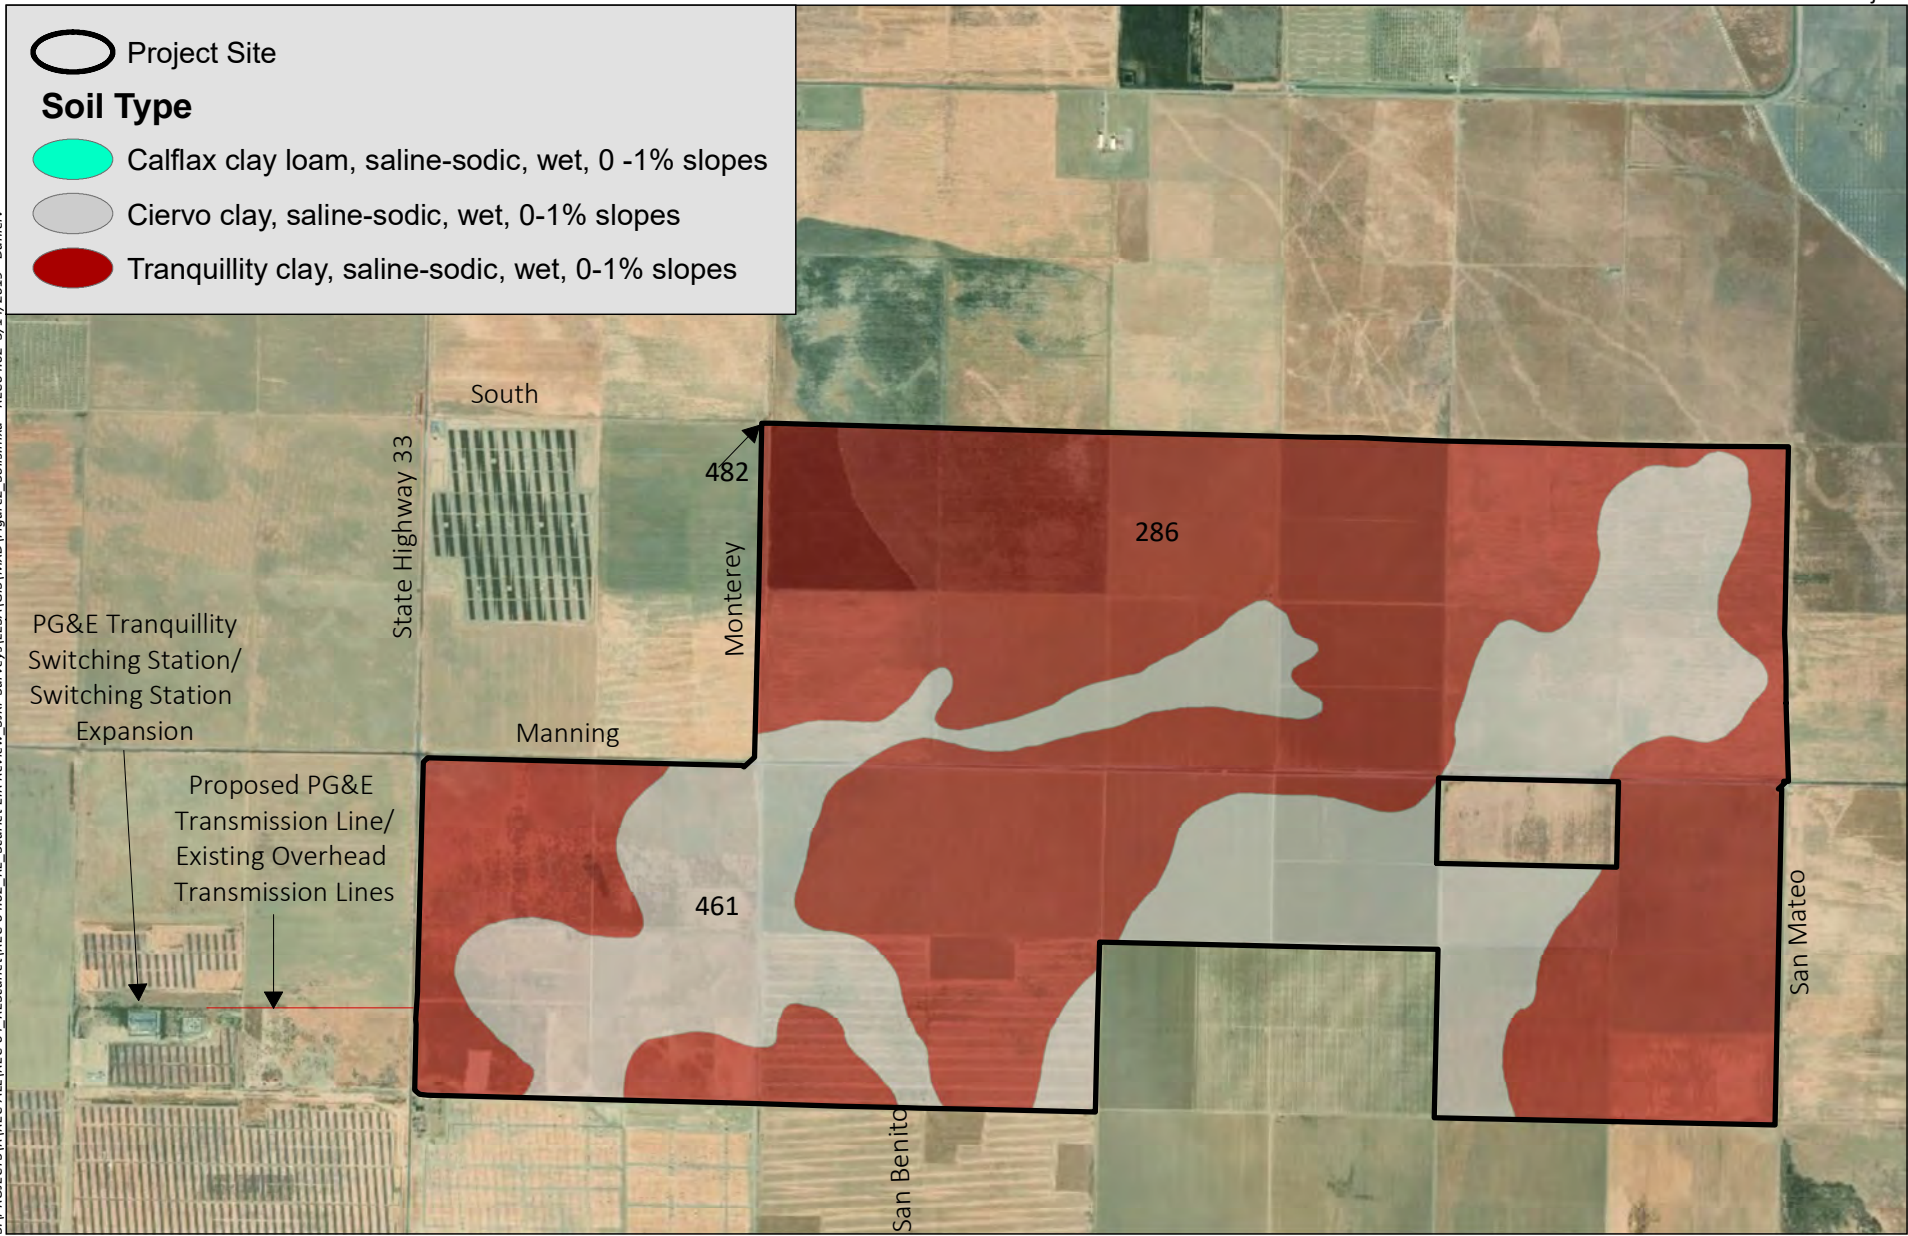 Project Site
Soil Type
Calflax clay loam, saline-sodic, wet, 0 -1% slopes
Ciervo clay, saline-sodic, wet, 0-1% slopes
Tranquillity clay, saline-sodic, wet, 0-1% slopes
South
State Highway 33
482
286
Monterey
PG&E Tranquillity
Switching Station/
Switching Station
Expansion
Manning
Proposed PG&E
Transmission Line/
Existing Overhead
Transmission Lines
461
San Mateo
San Benito